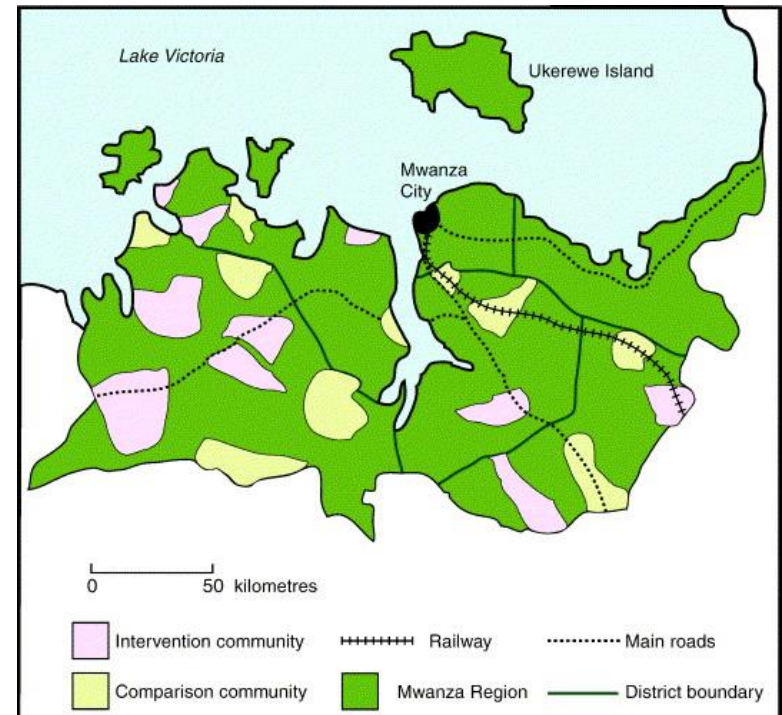 Lake Victoria
Ukerewe Island
Mwanza
City
0 50 kilometres
Intervention community
Railway
Main roads
Comparison community
Mwanza Region
District boundary